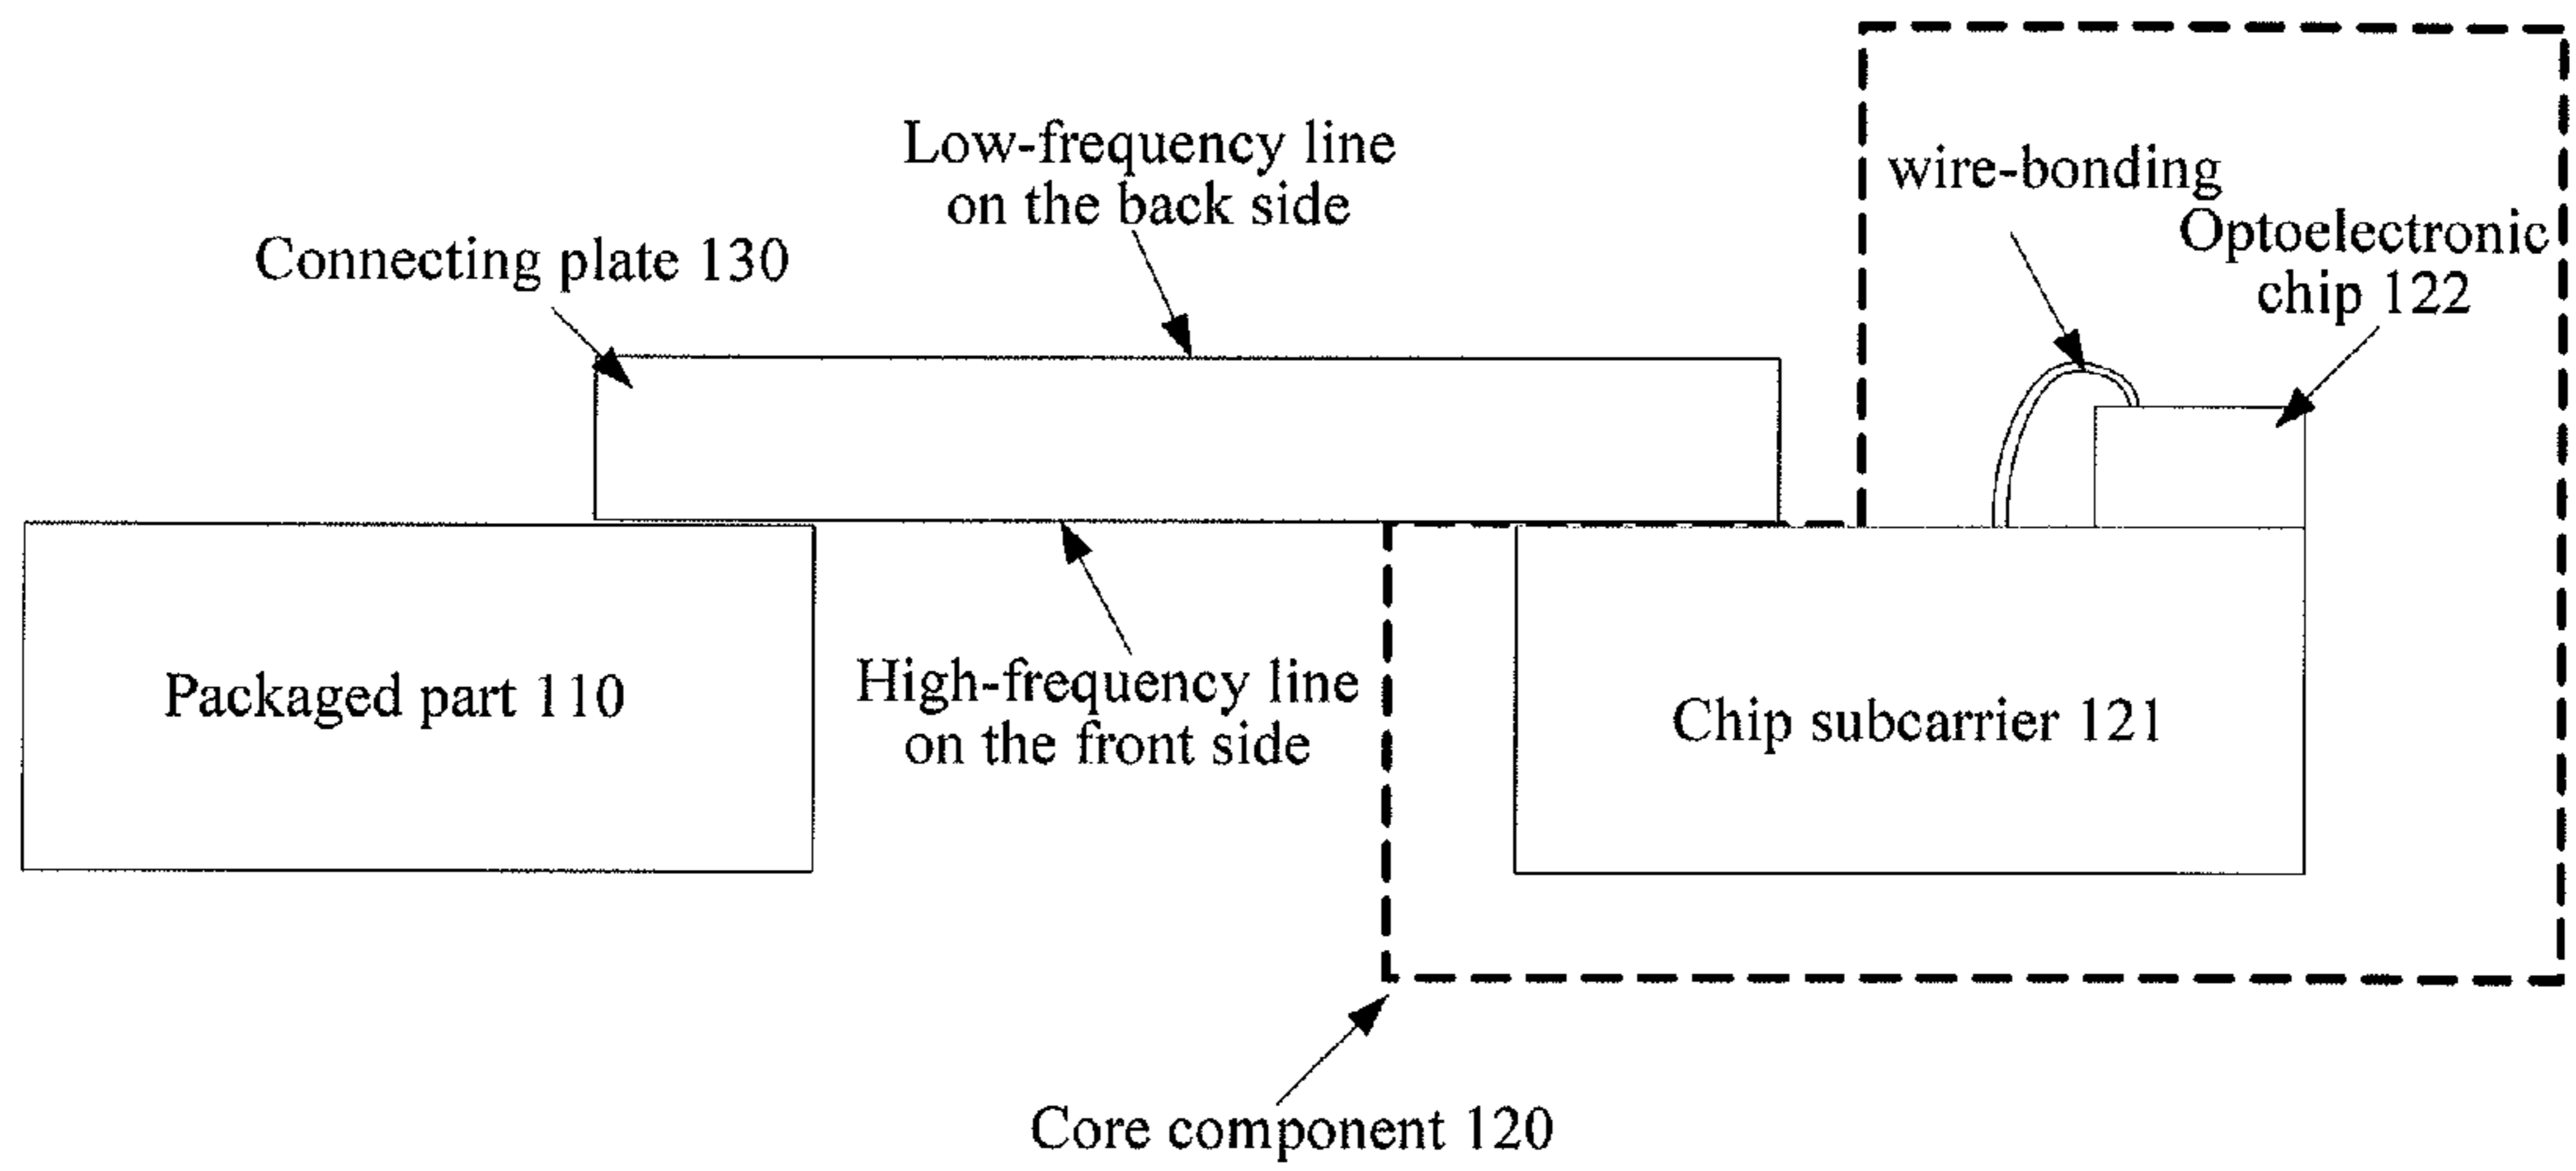 Low-frequency line
on the back side
wire-bonding
Optoelectronic
chip 122
Connecting plate 130
Packaged part 110
High-frequency line
on the front side
Chip subcarrier 121
Core component 120